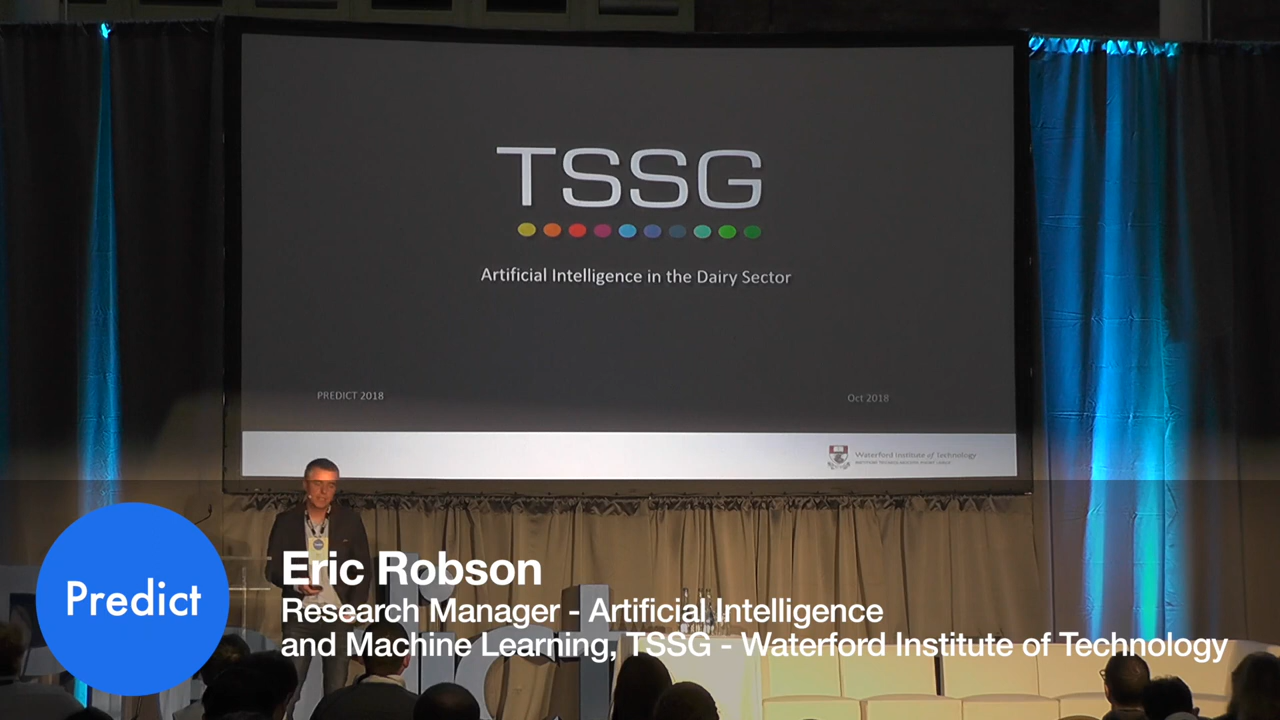 TSSG
Artificial Intelligence in the Dairy Sector
PREDICT 2018
Oct 2018
Waterford Institute of Technology
Predict
Eric Robson
Research Manager - Artificial Intelligence
and Machine Learning, TSSG - Waterford Institute of Technology